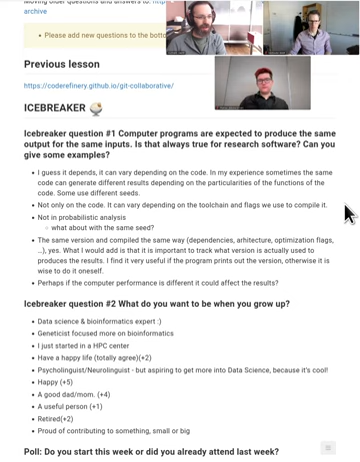 Moving older questions and answers to: http
archive
Please add new questions to the botto
Previous lesson
https://coderefinery.github.io/git-collaborative/
ICEBREAKER
Icebreaker question #1 Computer programs are expected to produce the same
output for the same inputs. Is that always true for research software? Can you
give some examples?
I guess it depends, it can vary depending on the code. In my experience sometimes the same
code can generate different results depending on the particularities of the functions of the
code. Some use different seeds.
Not only on the code. It can vary depending on the toolchain and flags we use to compile it.
Not in probabilistic analysis
what about with the same seed?
The same version and compiled the same way (dependencies, arhitecture, optimization flags,
...), yes. What I would add is that it is important to track what version is actually used to
produces the results. I find it very useful if the program prints out the version, otherwise it is
wise to do it oneself.
Perhaps if the computer performance is different it could affect the results?
Icebreaker question #2 What do you want to be when you grow up?
Data science & bioinformatics expert :)
Geneticist focused more on bioinformatics
I just started in a HPC center
Have a happy life (totally agree)(+2)
Psycholinguist/Neurolinguist - but aspiring to get more into Data Science, because it's cool!
Happy (+5)
A good dad/mom. (+4)
A useful person (+1)
Retired(+2)
Proud of contributing to something, small or big
Poll: Do you start this week or did you already attend last week?